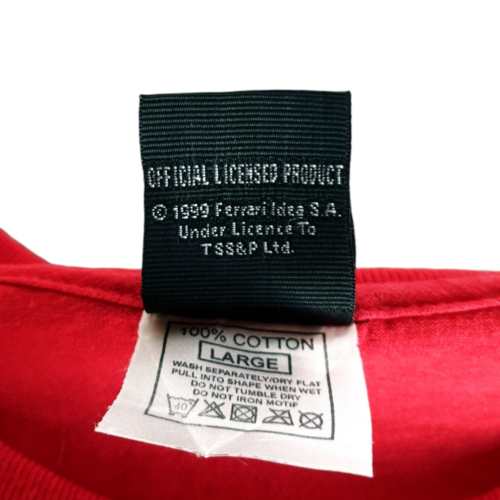 OFFICIAL LICENSED PRODUCT
© 1999 Ferrari Idea S.A.
Under Licence To
TSS&P Ltd.
100% COTTON
LARGE
WASH SEPARATELY/DRY FLAT
PULL INTO SHAPE WHEN WET
DO NOT TUMBLE DRY
DO NOT IRON MOTIF
40°